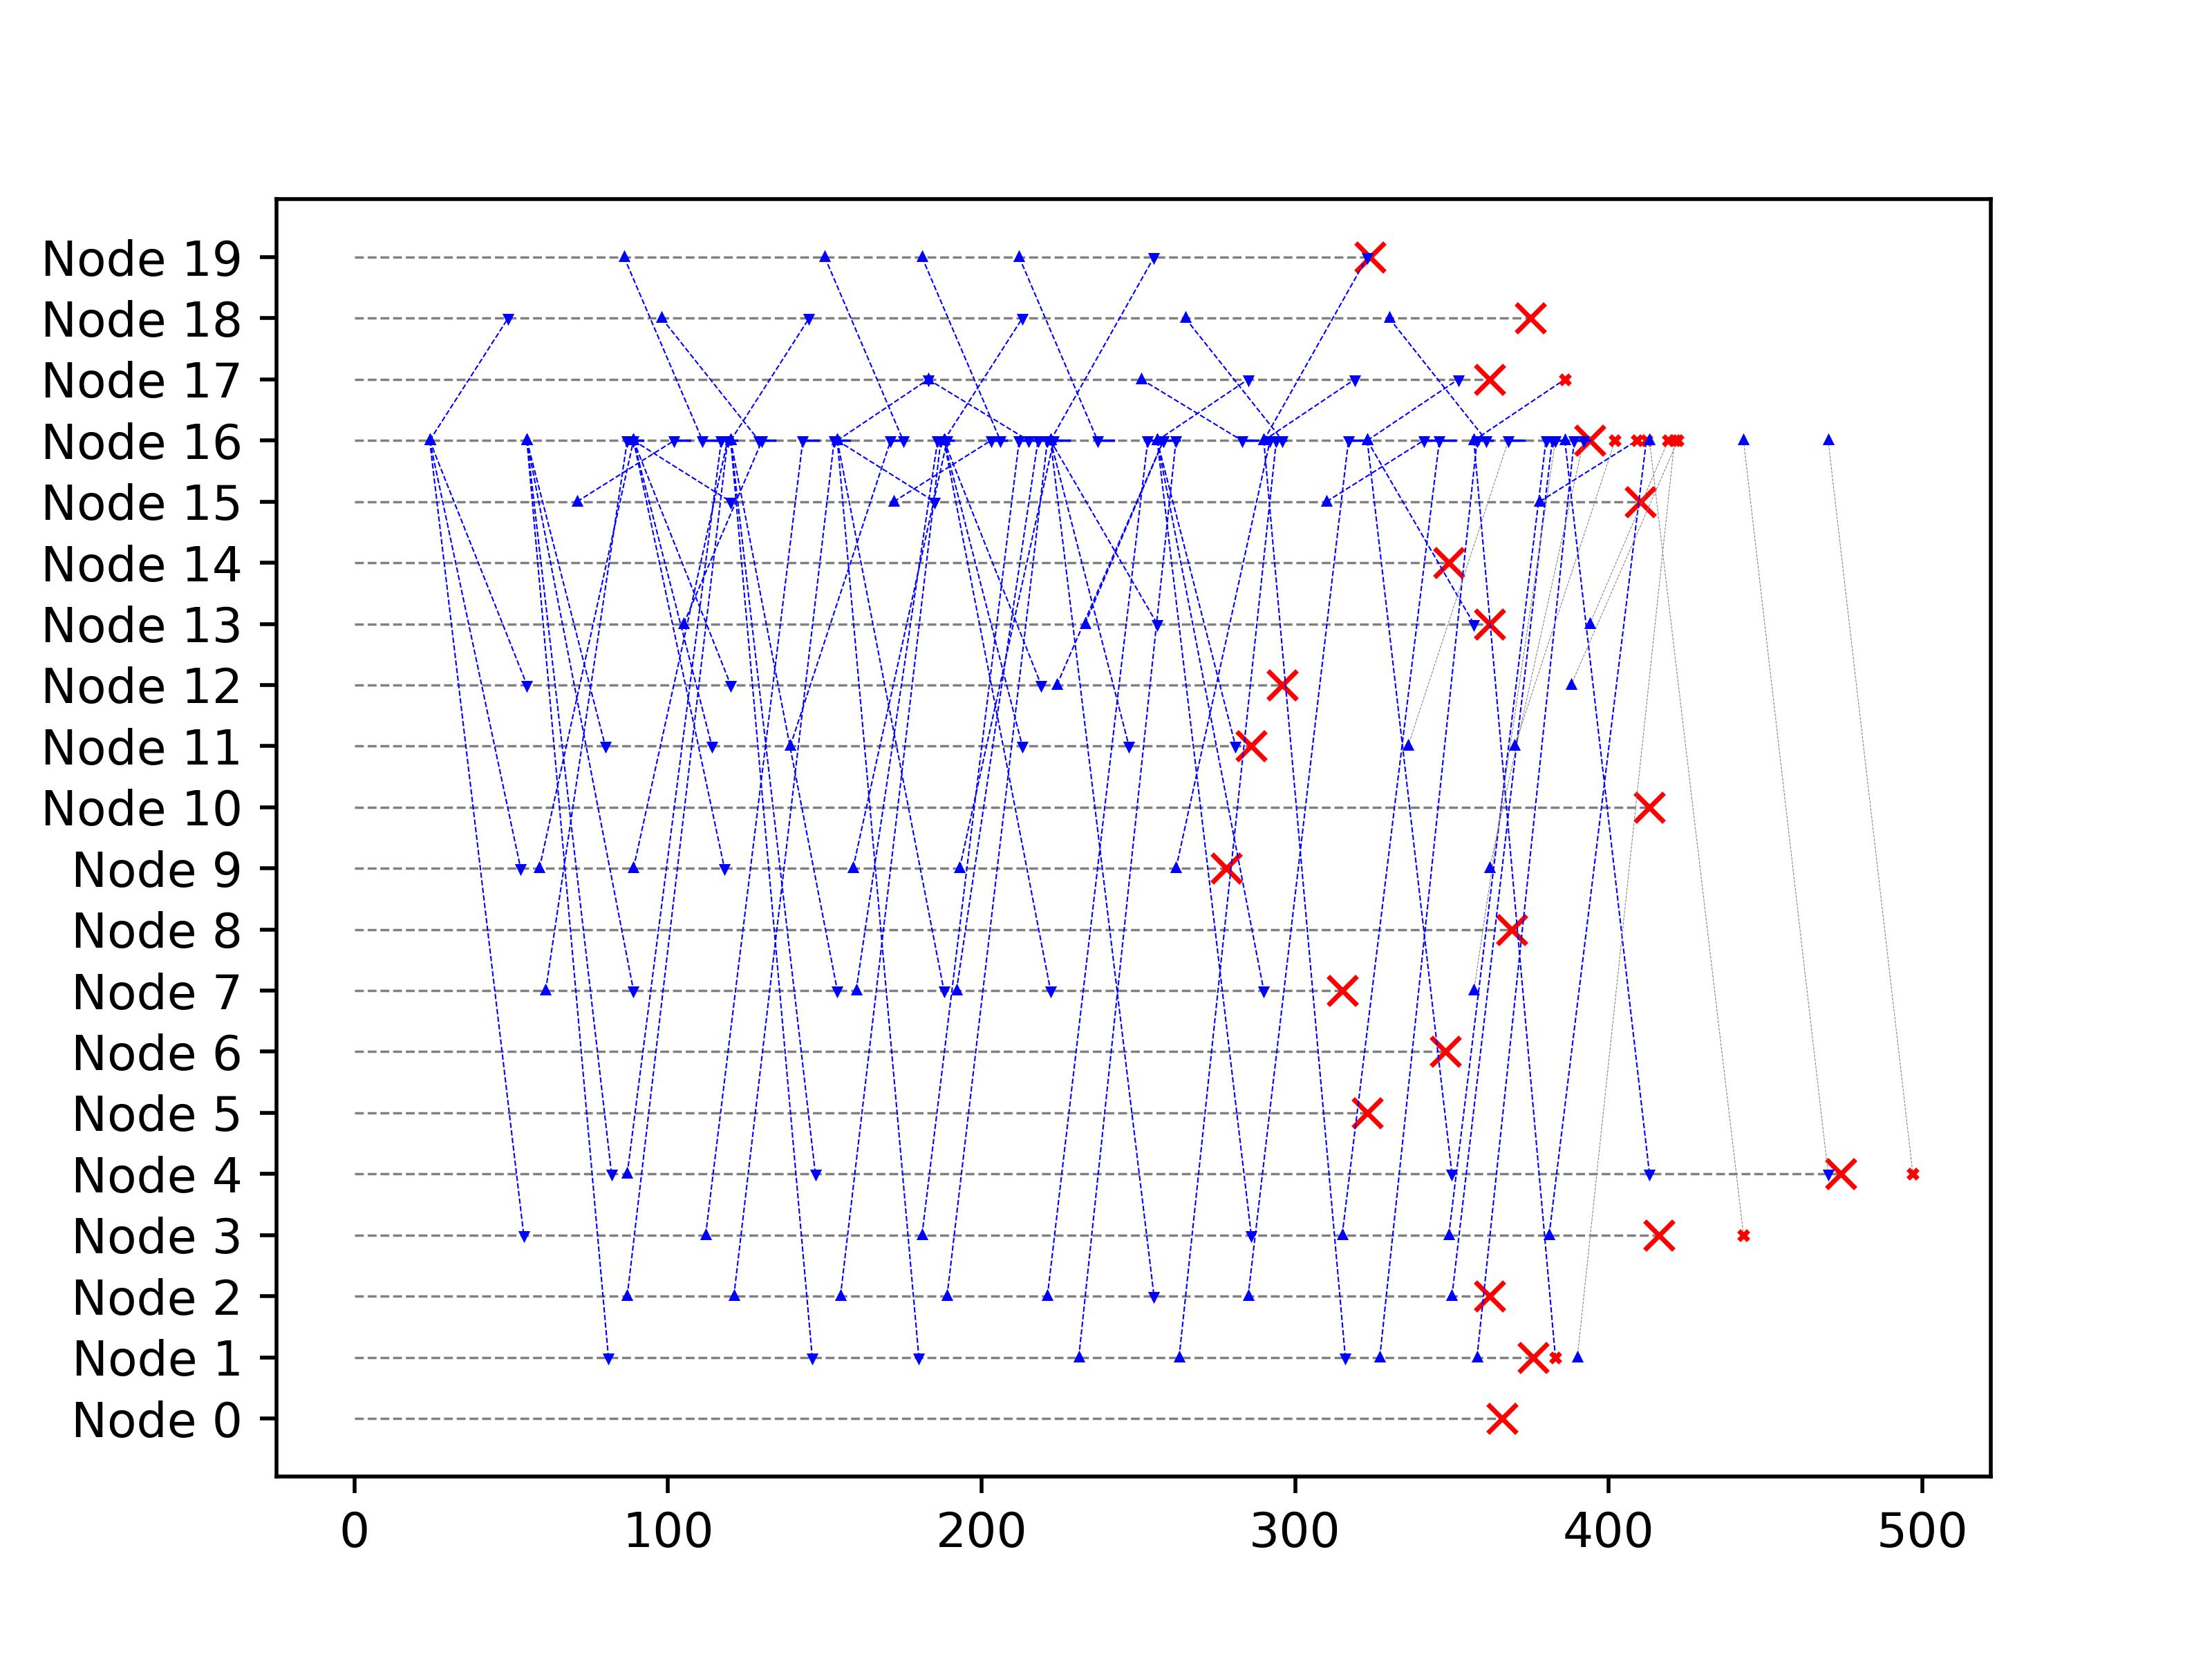 Node 19
Node 18
Node 17
Node 16
Node 15
Node 14
Node 13
Node 12
Node 11
Node 10
Node 9
Node 8
Node 7
Node 6
Node 5
Node 4
Node 3
Node 2
Node 1
Node 0
0 100 200 300 400 500